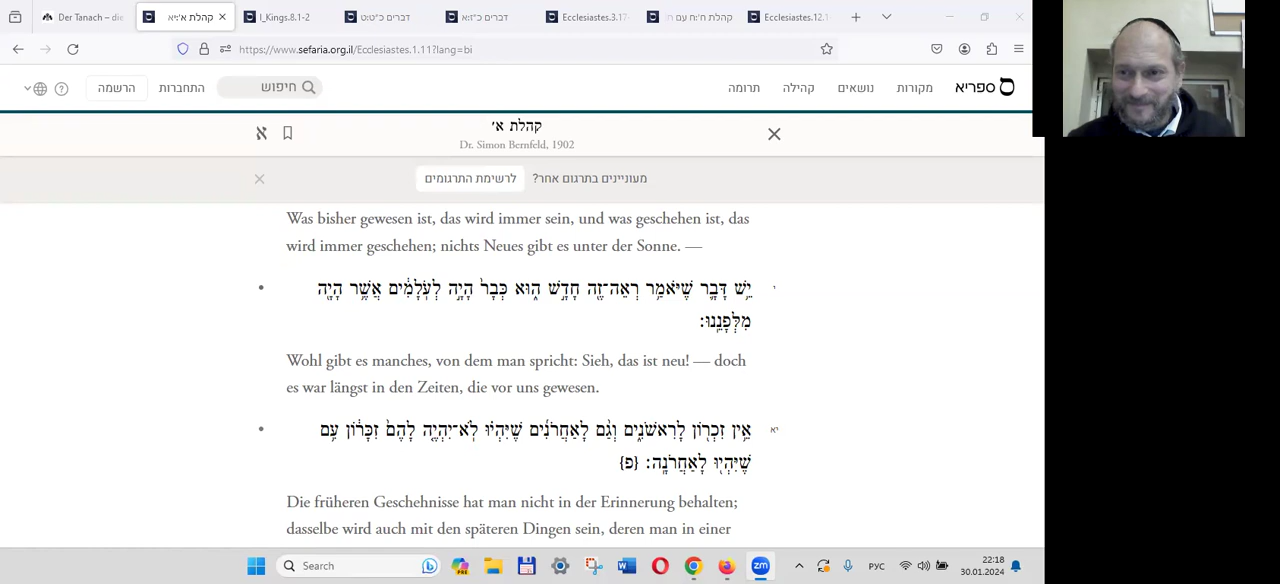 Der Tanach – die
קהלת א׳:יא
I_Kings.8.1-2
דברים ט״ט:ט
דברים כ״ז:א
Ecclesiastes.3.17-
קהלת ח׳:ח עם
Ecclesiastes.12.1
https://www.sefaria.org.il/Ecclesiastes.1.11?lang=bi
ספריא
מקורות
נושאים
קהילה
תרומה
חיפוש
התחברות
הרשמה
קהלת א׳
Dr. Simon Bernfeld, 1902
א
מעוניינים בתרגום אחר?
לרשימת התרגומים
Was bisher gewesen ist, das wird immer sein, und was geschehen ist, das
wird immer geschehen; nichts Neues gibt es unter der Sonne. —
י
יֵ֥שׁ דָּבָ֛ר שֶׁיֹּאמַ֥ר רְאֵה־זֶ֖ה חָדָ֣שׁ ה֑וּא כְּבָר֙ הָיָ֣ה לְעֹֽלָמִ֔ים אֲשֶׁ֥ר הָיָ֖ה
מִלְּפָנֵֽנוּ׃
Wohl gibt es manches, von dem man spricht: Sieh, das ist neu! — doch
es war längst in den Zeiten, die vor uns gewesen.
יא
אֵ֥ין זִכְר֖וֹן לָרִאשֹׁנִ֑ים וְגַ֨ם לָאַחֲרֹנִ֜ים שֶׁיִּהְי֗וּ לֹֽא־יִהְיֶ֤ה לָהֶם֙ זִכָּר֔וֹן עִ֥ם
שֶׁיִּהְי֖וּ לָאַחֲרֹנָֽה׃ {פ}
Die früheren Geschehnisse hat man nicht in der Erinnerung behalten;
dasselbe wird auch mit den späteren Dingen sein, deren man in einer
Search
PRE
zm
РУС
22:18
30.01.2024